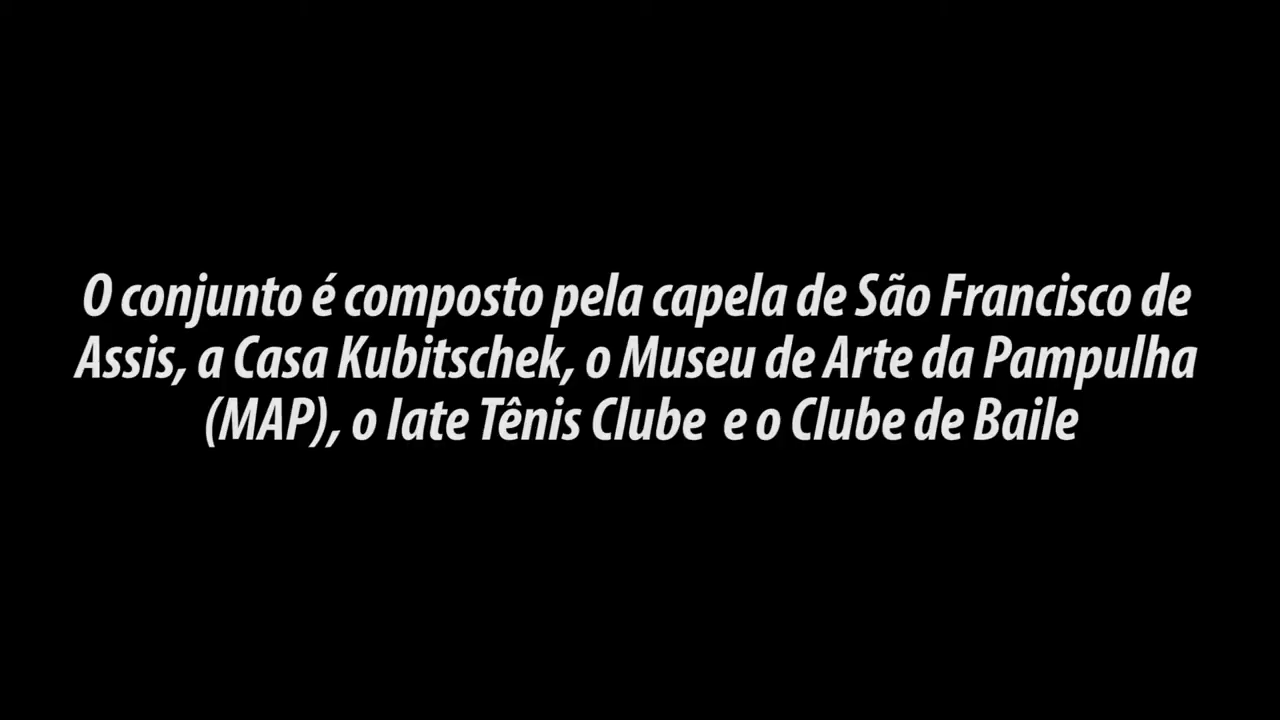 O conjunto é composto pela capela de São Francisco de
Assis, a Casa Kubitschek, o Museu de Arte da Pampulha
(MAP), o Iate Tênis Clube  e o Clube de Baile